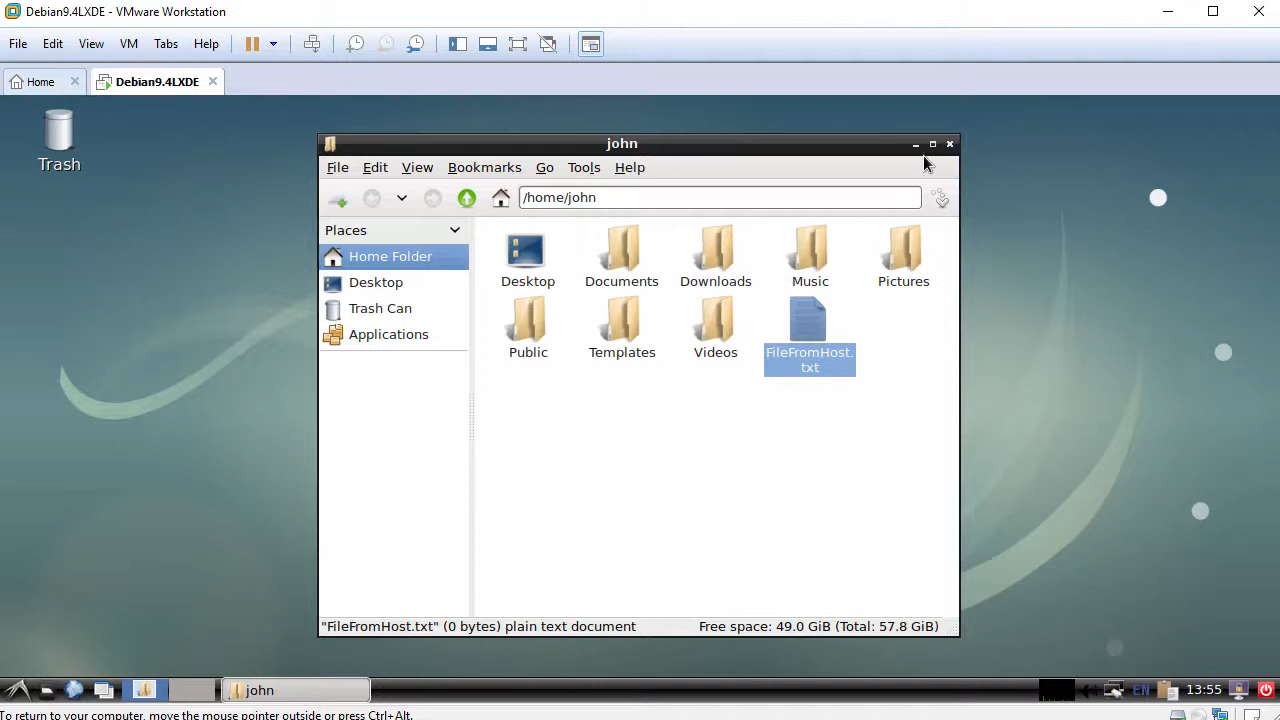 Debian9.4LXDE - VMware Workstation
File Edit View VM Tabs Help
Home Debian9.4LXDE
Trash
john
File Edit View Bookmarks Go Tools Help
/home/john
Places
Home Folder
Desktop
Trash Can
Applications
Desktop Documents Downloads Music Pictures
Public Templates Videos FileFromHost.
txt
"FileFromHost.txt" (0 bytes) plain text document Free space: 49.0 GiB (Total: 57.8 GiB)
john EN 13:55
To return to your computer, move the mouse pointer outside or press Ctrl+Alt.